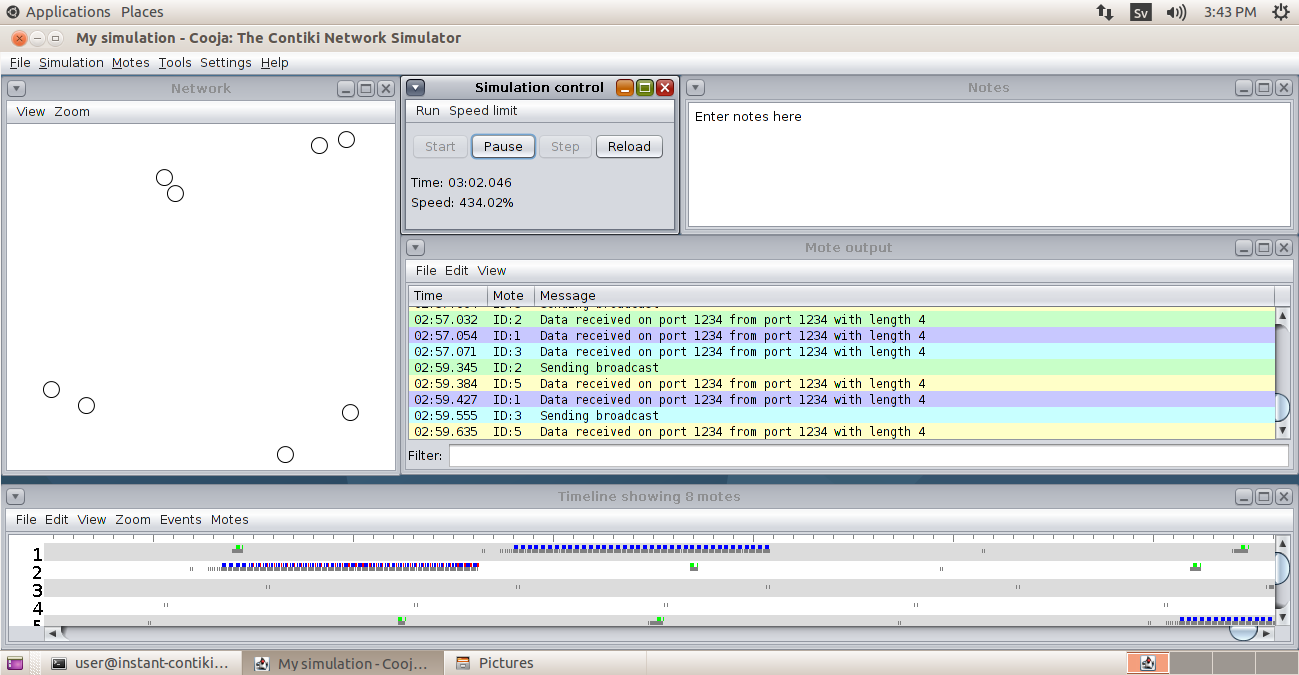 Applications Places
Sv 3:43 PM
My simulation - Cooja: The Contiki Network Simulator
File Simulation Motes Tools Settings Help
Network
View Zoom
Simulation control
Run Speed limit
Start Pause Step Reload
Time: 03:02.046
Speed: 434.02%
Notes
Enter notes here
Mote output
File Edit View
Time Mote Message
02:57.032 ID:2 Data received on port 1234 from port 1234 with length 4
02:57.054 ID:1 Data received on port 1234 from port 1234 with length 4
02:57.071 ID:3 Data received on port 1234 from port 1234 with length 4
02:59.345 ID:2 Sending broadcast
02:59.384 ID:5 Data received on port 1234 from port 1234 with length 4
02:59.427 ID:1 Data received on port 1234 from port 1234 with length 4
02:59.555 ID:3 Sending broadcast
02:59.635 ID:5 Data received on port 1234 from port 1234 with length 4
Filter:
Timeline showing 8 motes
File Edit View Zoom Events Motes
1
2
3
4
5
user@instant-contiki... My simulation - Cooj... Pictures